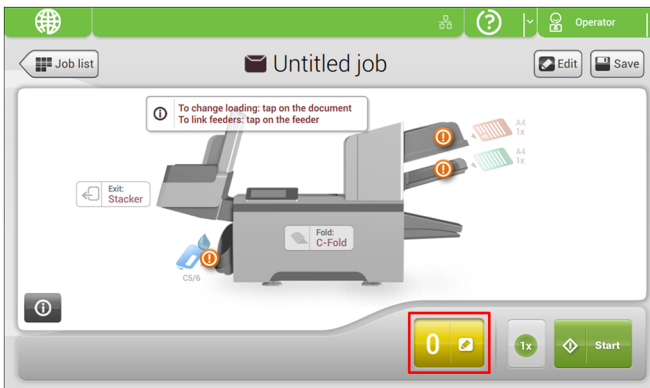 Operator
Job list
Untitled job
Edit
Save
To change loading: tap on the document
To link feeders: tap on the feeder
A4
1x
A4
1x
Exit:
Stacker
Fold:
C-Fold
C5/6
0
1x
Start